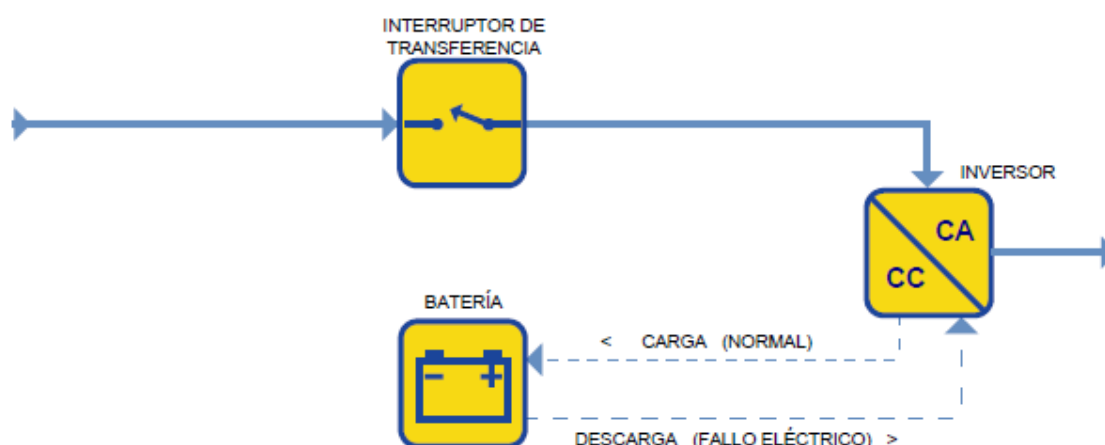 INTERRUPTOR DE
TRANSFERENCIA
INVERSOR
CA
CC
BATERÍA
< CARGA (NORMAL)
- +
DESCARGA (FALLO ELÉCTRICO) >